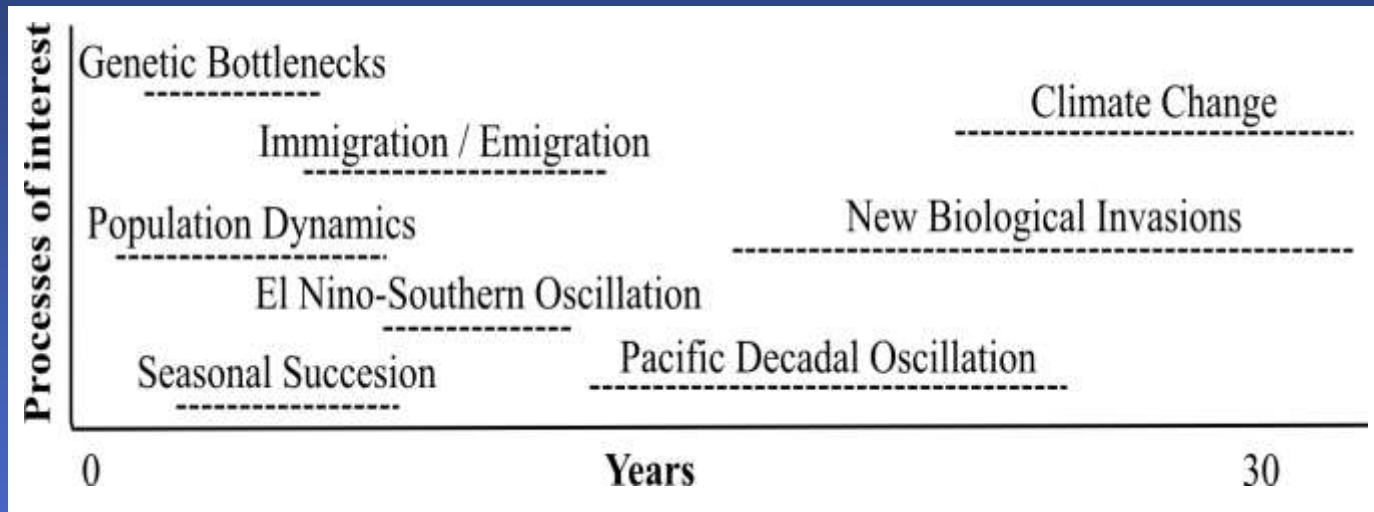 Processes of interest
Genetic Bottlenecks
Climate Change
Immigration / Emigration
New Biological Invasions
Population Dynamics
El Nino-Southern Oscillation
Pacific Decadal Oscillation
Seasonal Succesion
0 Years 30